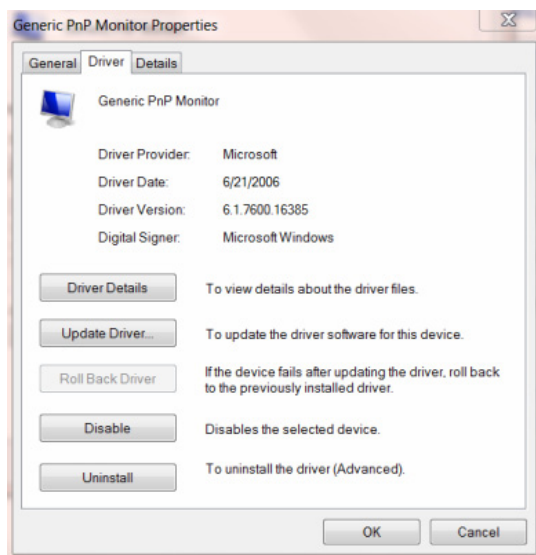 Generic PnP Monitor Properties
General Driver Details
Generic PnP Monitor
Driver Provider: Microsoft
Driver Date: 6/21/2006
Driver Version: 6.1.7600.16385
Digital Signer: Microsoft Windows
Driver Details To view details about the driver files.
Update Driver... To update the driver software for this device.
Roll Back Driver If the device fails after updating the driver, roll back
to the previously installed driver.
Disable Disables the selected device.
Uninstall To uninstall the driver (Advanced).
OK Cancel